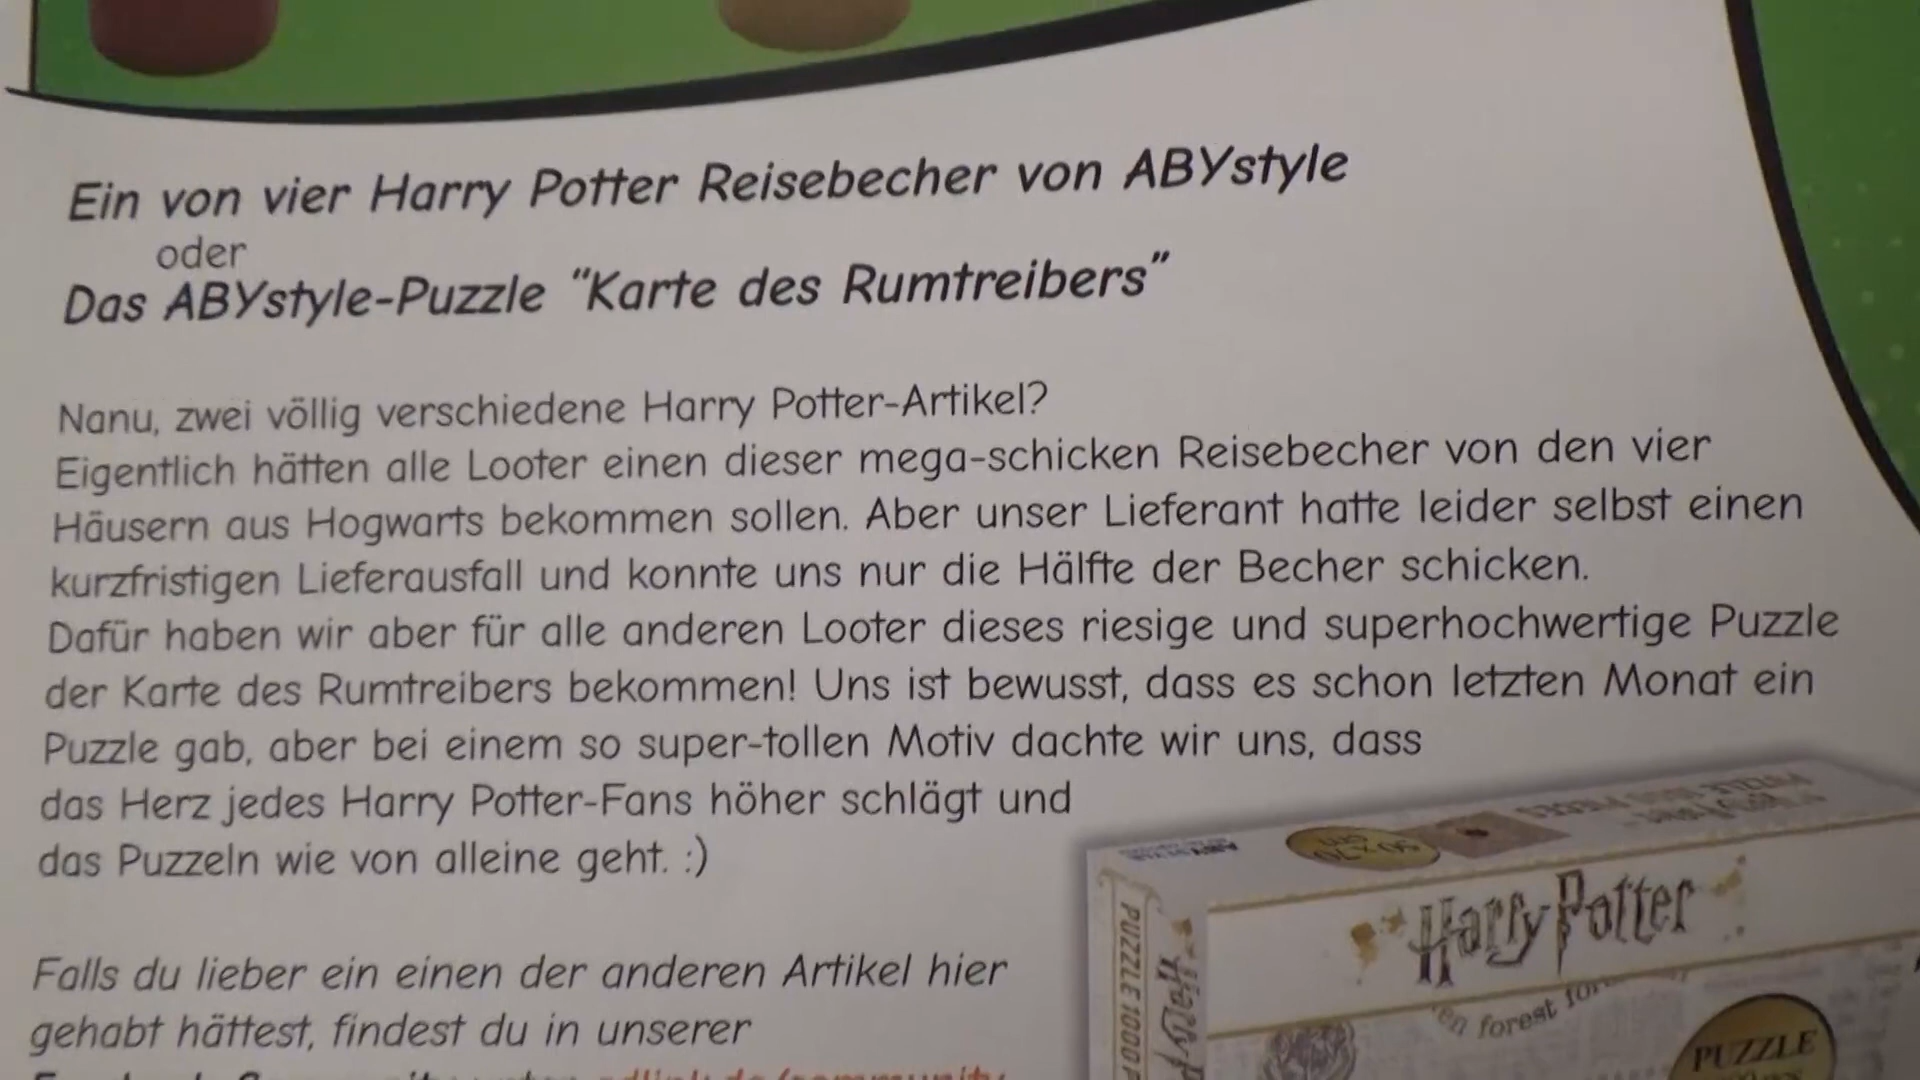 Ein von vier Harry Potter Reisebecher von ABYstyle
oder
Das ABYstyle-Puzzle “Karte des Rumtreibers”
Nanu, zwei völlig verschiedene Harry Potter-Artikel?
Eigentlich hätten alle Looter einen dieser mega-schicken Reisebecher von den vier
Häusern aus Hogwarts bekommen sollen. Aber unser Lieferant hatte leider selbst einen
kurzfristigen Lieferausfall und konnte uns nur die Hälfte der Becher schicken.
Dafür haben wir aber für alle anderen Looter dieses riesige und superhochwertige Puzzle
der Karte des Rumtreibers bekommen! Uns ist bewusst, dass es schon letzten Monat ein
Puzzle gab, aber bei einem so super-tollen Motiv dachte wir uns, dass
das Herz jedes Harry Potter-Fans höher schlägt und
das Puzzeln wie von alleine geht. :)
Falls du lieber ein einen der anderen Artikel hier
gehabt hättest, findest du in unserer
Harry Potter
PUZZLE 1000 P
Harry P
forest
PUZZLE